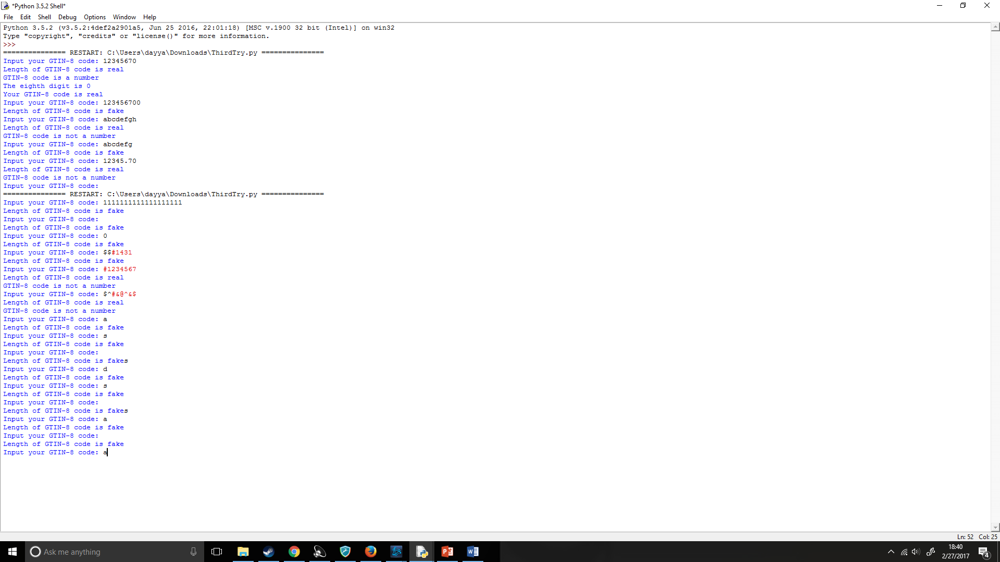 *Python 3.5.2 Shell*
File Edit Shell Debug Options Window Help
Python 3.5.2 (v3.5.2:4def2a2901a5, Jun 25 2016, 22:01:18) [MSC v.1900 32 bit (Intel)] on win32
Type "copyright", "credits" or "license()" for more information.
>>>
=============== RESTART: C:\Users\dayya\Downloads\ThirdTry.py ===============
Input your GTIN-8 code: 12345670
Length of GTIN-8 code is real
GTIN-8 code is a number
The eighth digit is 0
Your GTIN-8 code is real
Input your GTIN-8 code: 123456700
Length of GTIN-8 code is fake
Input your GTIN-8 code: abcdefgh
Length of GTIN-8 code is real
GTIN-8 code is not a number
Input your GTIN-8 code: abcdefg
Length of GTIN-8 code is fake
Input your GTIN-8 code: 12345.70
Length of GTIN-8 code is real
GTIN-8 code is not a number
Input your GTIN-8 code:
=============== RESTART: C:\Users\dayya\Downloads\ThirdTry.py ===============
Input your GTIN-8 code: 1111111111111111111
Length of GTIN-8 code is fake
Input your GTIN-8 code:
Length of GTIN-8 code is fake
Input your GTIN-8 code: 0
Length of GTIN-8 code is fake
Input your GTIN-8 code: $$#1431
Length of GTIN-8 code is fake
Input your GTIN-8 code: #1234567
Length of GTIN-8 code is real
GTIN-8 code is not a number
Input your GTIN-8 code: $^#&@^&$
Length of GTIN-8 code is real
GTIN-8 code is not a number
Input your GTIN-8 code: a
Length of GTIN-8 code is fake
Input your GTIN-8 code: s
Length of GTIN-8 code is fake
Input your GTIN-8 code:
Length of GTIN-8 code is fakes
Input your GTIN-8 code: d
Length of GTIN-8 code is fake
Input your GTIN-8 code: s
Length of GTIN-8 code is fake
Input your GTIN-8 code:
Length of GTIN-8 code is fakes
Input your GTIN-8 code: a
Length of GTIN-8 code is fake
Input your GTIN-8 code:
Length of GTIN-8 code is fake
Input your GTIN-8 code: a
Ln: 52 Col: 25
Ask me anything
18:40
2/27/2017
4